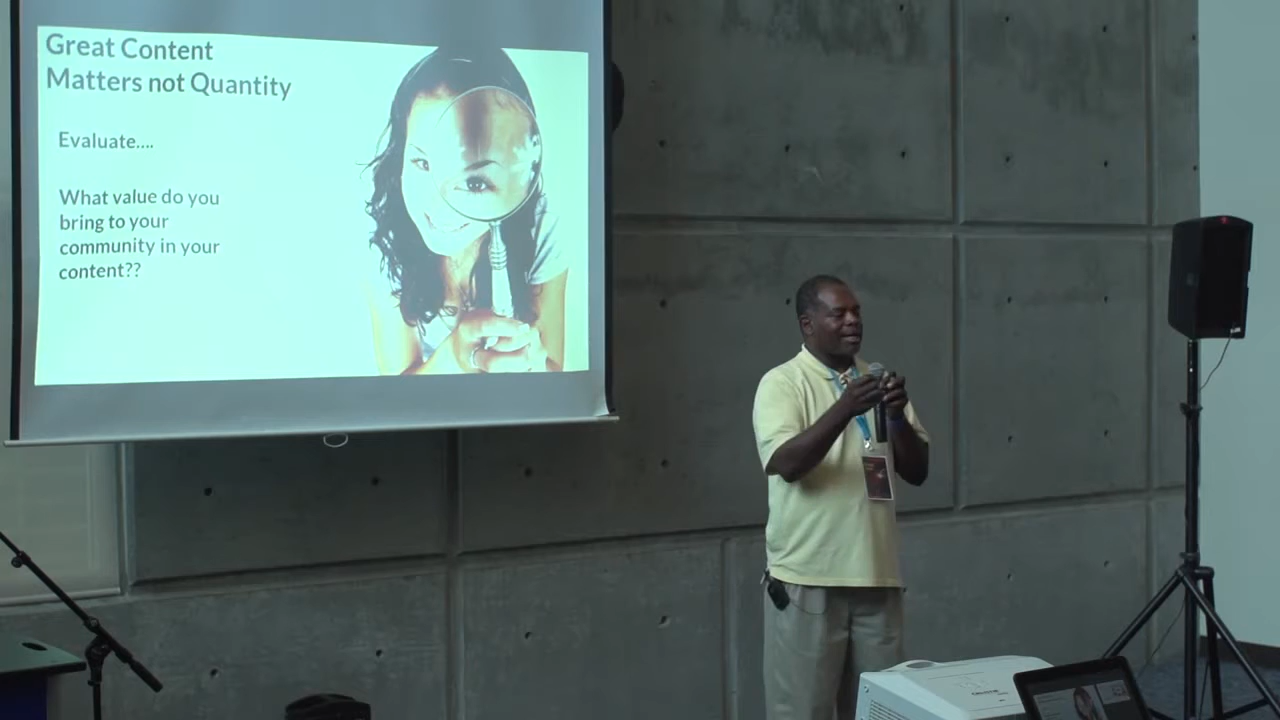 Great Content
Matters not Quantity
Evaluate....
What value do you
bring to your
community in your
content??